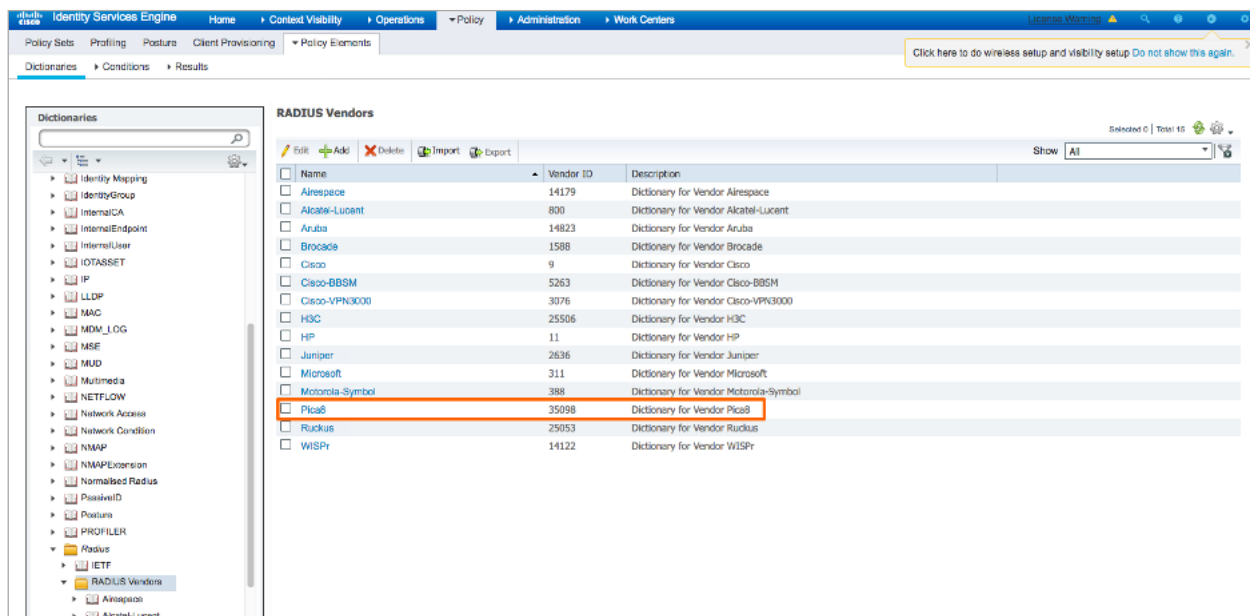 cisco Identity Services Engine Home Context Visibility Operations Policy Administration Work Centers License Warning
Policy Sets Profiling Posture Client Provisioning Policy Elements
Click here to do wireless setup and visibility setup Do not show this again.
Dictionaries Conditions Results
Dictionaries
RADIUS Vendors
Selected 0 | Total 15
Edit Add Delete Import Export
Show All
Name Vendor ID Description
Airespace 14179 Dictionary for Vendor Airespace
Alcatel-Lucent 800 Dictionary for Vendor Alcatel-Lucent
Aruba 14823 Dictionary for Vendor Aruba
Brocade 1588 Dictionary for Vendor Brocade
Cisco 9 Dictionary for Vendor Cisco
Cisco-BBSM 5263 Dictionary for Vendor Cisco-BBSM
Cisco-VPN3000 3076 Dictionary for Vendor Cisco-VPN3000
H3C 25506 Dictionary for Vendor H3C
HP 11 Dictionary for Vendor HP
Juniper 2636 Dictionary for Vendor Juniper
Microsoft 311 Dictionary for Vendor Microsoft
Motorola-Symbol 388 Dictionary for Vendor Motorola-Symbol
Pica8 35098 Dictionary for Vendor Pica8
Ruckus 25053 Dictionary for Vendor Ruckus
WISPr 14122 Dictionary for Vendor WISPr
Identity Mapping
IdentityGroup
InternalCA
InternalEndpoint
InternalUser
IOTASSET
IP
LLDP
MAC
MDM_LOG
MSE
MUD
Multimedia
NETFLOW
Network Access
Network Condition
NMAP
NMAPExtension
Normalised Radius
PassiveID
Posture
PROFILER
Radius
IETF
RADIUS Vendors
Airespace
Alcatel-Lucent